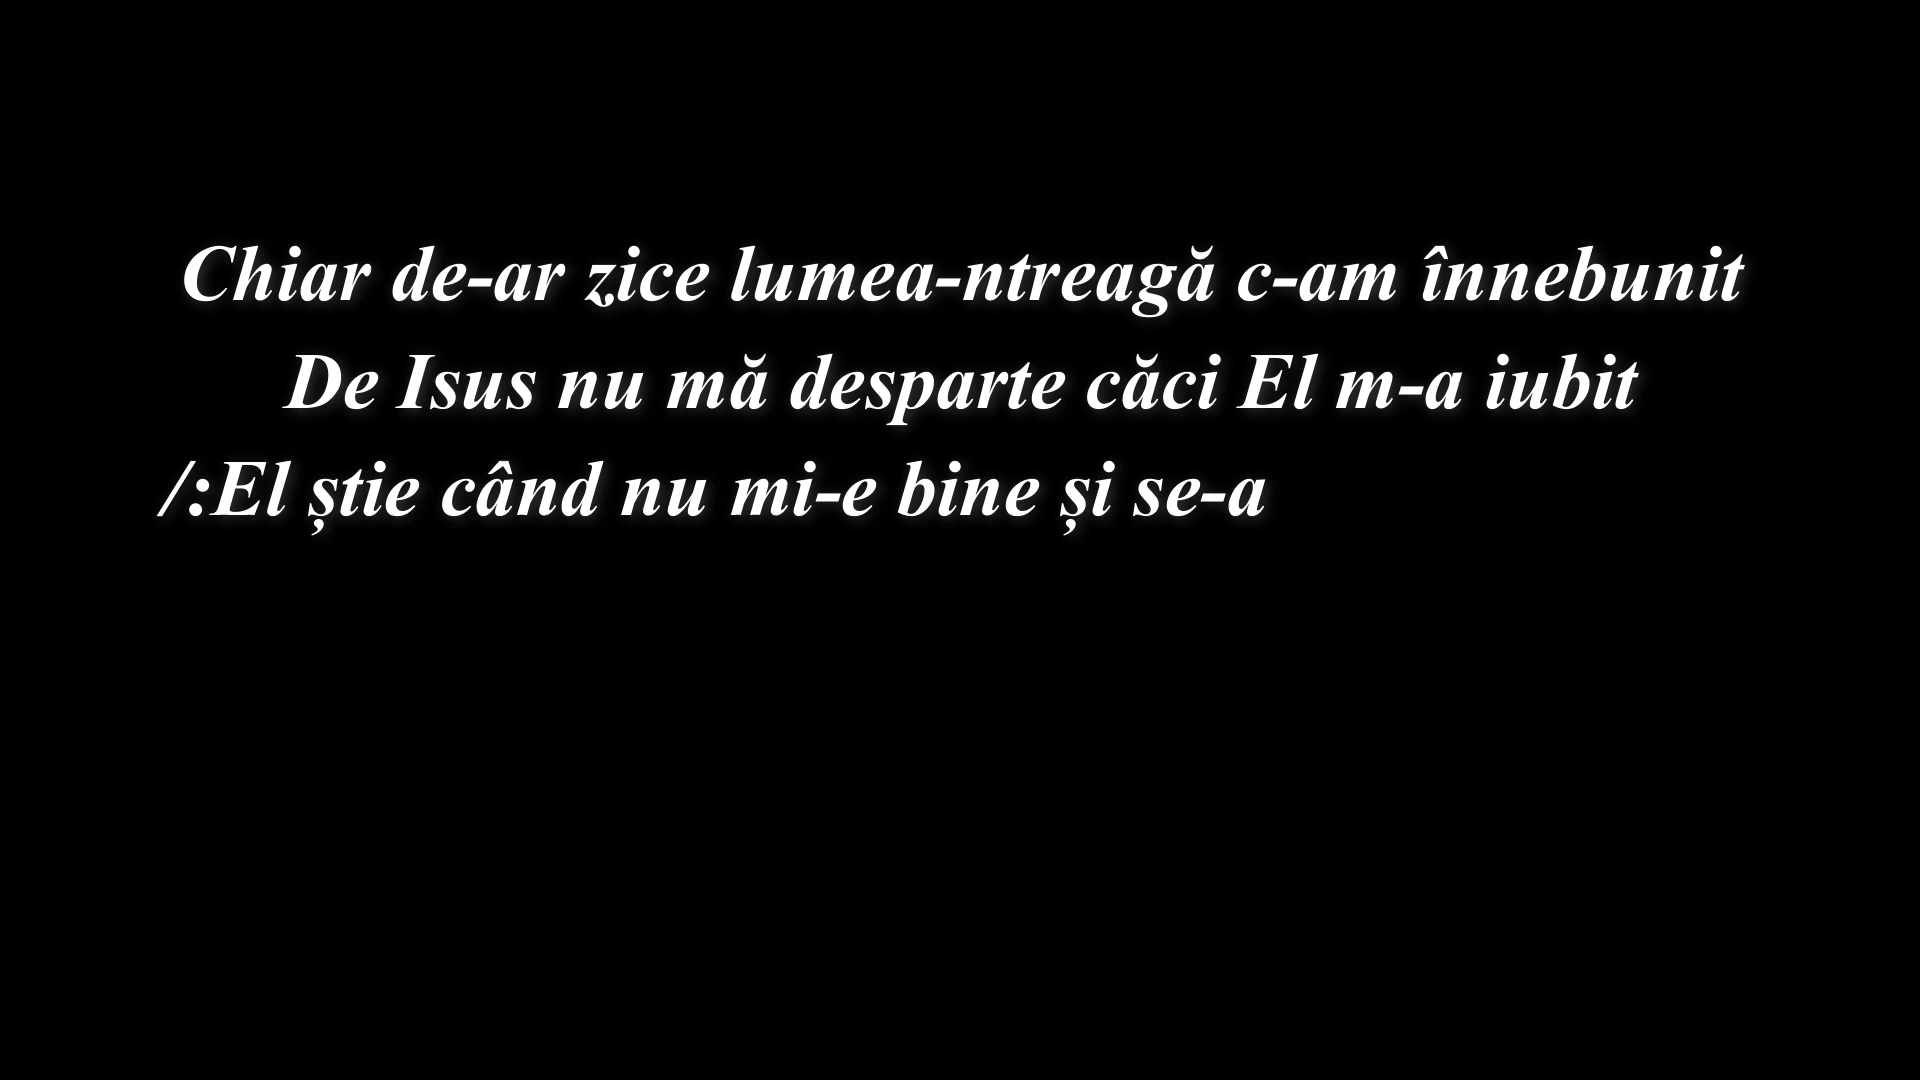 Chiar de-ar zice lumea-ntreagă c-am înnebunit
De Isus nu mă desparte căci El m-a iubit
/:El știe când nu mi-e bine și se-a